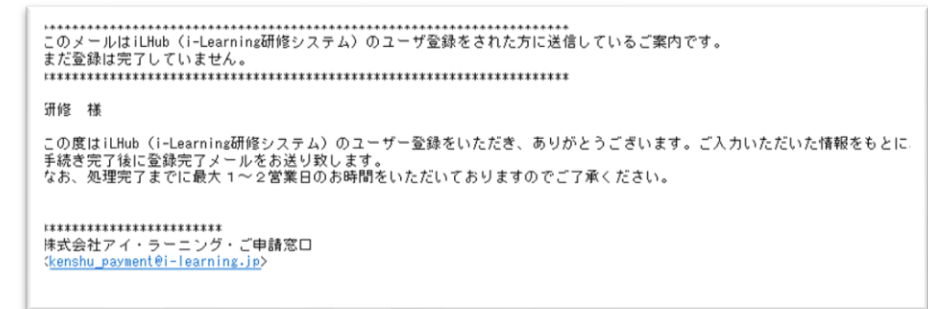 **************************************************************************
このメールはiLHub（i-Learning研修システム）のユーザ登録をされた方に送信しているご案内です。
まだ登録は完了していません。
**************************************************************************
研修　様
この度はiLHub（i-Learning研修システム）のユーザー登録をいただき、ありがとうございます。ご入力いただいた情報をもとに
手続き完了後に登録完了メールをお送り致します。
なお、処理完了までに最大１～２営業日のお時間をいただいておりますのでご了承ください。
*************************
株式会社アイ・ラーニング・ご申請窓口
<kenshu_payment@i-learning.jp>